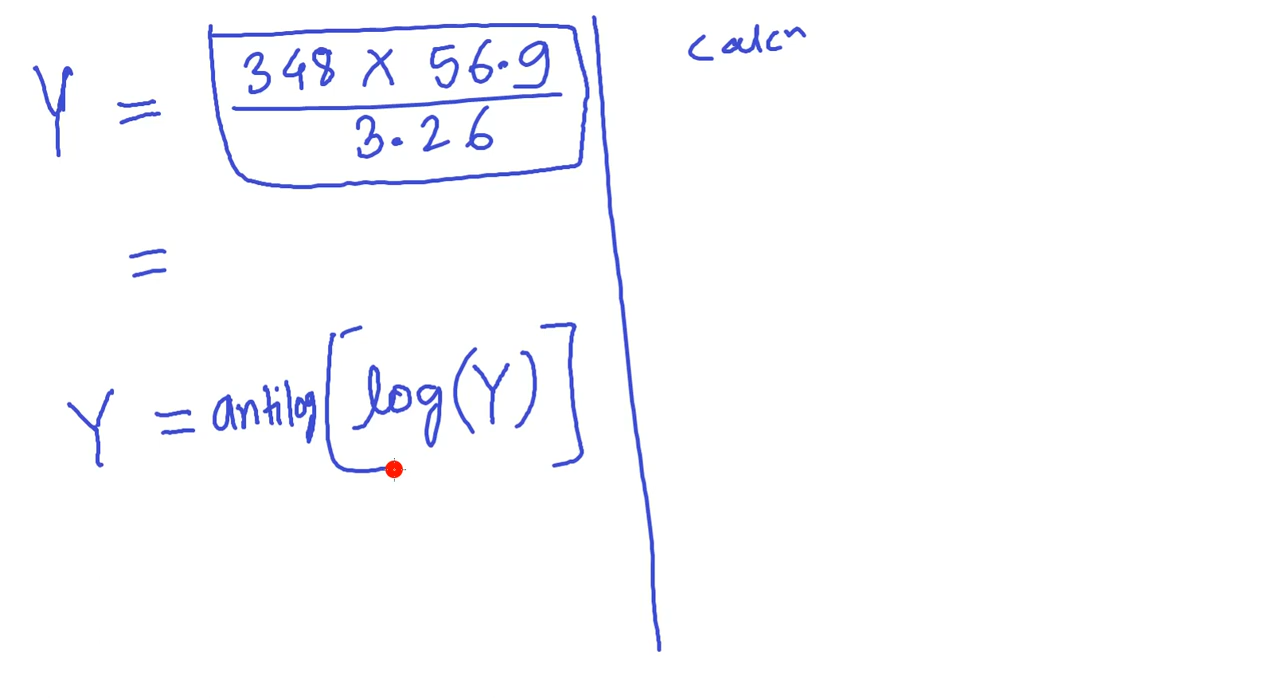 Y = 348 × 56.9
3.26
=
Y = antilog[log(Y)]
calcn